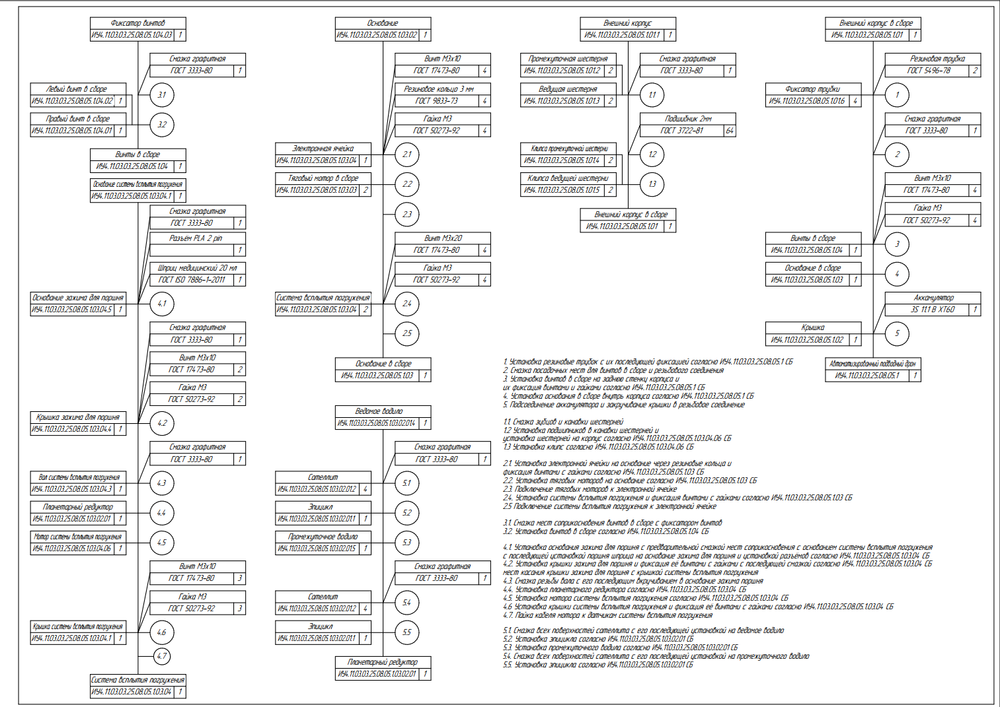 Фиксатор винтов
ИУ4.11.03.03.25.08.05.1.04.03 1
Смазка графитная
ГОСТ 3333-80 1
Левый винт в сборе
ИУ4.11.03.03.25.08.05.1.04.02 1
3.1
Правый винт в сборе
ИУ4.11.03.03.25.08.05.1.04.01 1
3.2
Винты в сборе
ИУ4.11.03.03.25.08.05.1.04 1
Основание системы всплытия погружения
ИУ4.11.03.03.25.08.05.1.03.04.1 1
Смазка графитная
ГОСТ 3333-80 1
Разъём PLA 2 pin
1
Шприц медицинский 20 мл
ГОСТ ISO 7886-1-2011 1
Основание зажима для поршня
ИУ4.11.03.03.25.08.05.1.03.04.5 1
4.1
Смазка графитная
ГОСТ 3333-80 1
Винт М3х10
ГОСТ 17473-80 2
Гайка М3
ГОСТ 50273-92 2
Крышка зажима для поршня
ИУ4.11.03.03.25.08.05.1.03.04.4 1
4.2
Смазка графитная
ГОСТ 3333-80 1
Вал системы всплытия погружения
ИУ4.11.03.03.25.08.05.1.03.04.3 1
4.3
Планетарный редуктор
ИУ4.11.03.03.25.08.05.1.03.02.01 1
4.4
Мотор системы всплытия погружения
ИУ4.11.03.03.25.08.05.1.03.04.06 1
4.5
Винт М3х10
ГОСТ 17473-80 3
Гайка М3
ГОСТ 50273-92 3
Крышка системы всплытия погружения
ИУ4.11.03.03.25.08.05.1.03.04.1 1
4.6
4.7
Система всплытия погружения
ИУ4.11.03.03.25.08.05.1.03.04 1
Основание
ИУ4.11.03.03.25.08.05.1.03.02 1
Винт М3х10
ГОСТ 17473-80 4
Резиновое кольцо 3 мм
ГОСТ 9833-73 4
Гайка М3
ГОСТ 50273-92 4
Электронная ячейка
ИУ4.11.03.03.25.08.05.1.03.04 1
2.1
Тяговый мотор в сборе
ИУ4.11.03.03.25.08.05.1.03.03 2
2.2
2.3
Винт М3х20
ГОСТ 17473-80 4
Гайка М3
ГОСТ 50273-92 4
Система всплытия погружения
ИУ4.11.03.03.25.08.05.1.03.04 2
2.4
2.5
Основание в сборе
ИУ4.11.03.03.25.08.05.1.03 1
Ведомое водило
ИУ4.11.03.03.25.08.05.1.03.02.01.4 1
Смазка графитная
ГОСТ 3333-80 1
Сателлит
ИУ4.11.03.03.25.08.05.1.03.02.01.2 4
5.1
Эпицикл
ИУ4.11.03.03.25.08.05.1.03.02.01.1 1
5.2
Промежуточное водило
ИУ4.11.03.03.25.08.05.1.03.02.01.5 1
5.3
Смазка графитная
ГОСТ 3333-80 1
Сателлит
ИУ4.11.03.03.25.08.05.1.03.02.01.2 4
5.4
Эпицикл
ИУ4.11.03.03.25.08.05.1.03.02.01.1 1
5.5
Планетарный редуктор
ИУ4.11.03.03.25.08.05.1.03.02.01 1
Внешний корпус
ИУ4.11.03.03.25.08.05.1.01.1 1
Промежуточная шестерня
ИУ4.11.03.03.25.08.05.1.01.2 2
Смазка графитная
ГОСТ 3333-80 1
Ведущая шестерня
ИУ4.11.03.03.25.08.05.1.01.3 2
1.1
Подшибник 2мм
ГОСТ 3722-81 64
Клипса промежуточной шестерни
ИУ4.11.03.03.25.08.05.1.01.4 2
1.2
Клипса ведущей шестерни
ИУ4.11.03.03.25.08.05.1.01.5 2
1.3
Внешний корпус в сборе
ИУ4.11.03.03.25.08.05.1.01 1
Внешний корпус в сборе
ИУ4.11.03.03.25.08.05.1.01 1
Резиновая трубка
ГОСТ 5496-78 2
Фиксатор трубки
ИУ4.11.03.03.25.08.05.1.01.6 4
1
Смазка графитная
ГОСТ 3333-80 1
2
Винт М3х10
ГОСТ 17473-80 4
Гайка М3
ГОСТ 50273-92 4
Винты в сборе
ИУ4.11.03.03.25.08.05.1.04 1
3
Основание в сборе
ИУ4.11.03.03.25.08.05.1.03 1
4
Аккамулятор
3S 11.1 В XT60 1
Крышка
ИУ4.11.03.03.25.08.05.1.02 1
5
Автоматизированный подводный дрон
ИУ4.11.03.03.25.08.05.1 1
1. Установка резиновые трубок с их последующей фиксацией согласно ИУ4.11.03.03.25.08.05.1 СБ
2. Смазка посадочных мест для винтов в сборе и резьбового соединения
3. Установка винтов в сборе на заднюю стенку корпуса и
их фиксация винтами и гайками согласно ИУ4.11.03.03.25.08.05.1 СБ
4. Установка основания в сборе внутрь корпуса согласно ИУ4.11.03.03.25.08.05.1 СБ
5. Подсоединение аккамулятора и закручивание крышки в резьбовое соединение
1.1. Смазка зубцов и канавки шестерней
1.2 Установка подшипников в канавки шестерней и
установка шестерней на корпус согласно ИУ4.11.03.03.25.08.05.1.03.04.06 СБ
1.3 Установка клипс согласно ИУ4.11.03.03.25.08.05.1.03.04.06 СБ
2.1. Установка электронной ячейки на основание через резиновые кольца и
фиксация винтами с гайками согласно ИУ4.11.03.03.25.08.05.1.03 СБ
2.2. Установка тяговых моторов на основание согласно ИУ4.11.03.03.25.08.05.1.03 СБ
2.3. Подключение тяговых моторов к электронной ячейке
2.4. Установка системы всплытия погружения и фиксация винтами с гайками согласно ИУ4.11.03.03.25.08.05.1.03 СБ
2.5 Подключение системы всплытия погружения к электронной ячейке
3.1. Смазка мест соприкосновения винтов в сборе с фиксатором винтов
3.2. Установка винтов в сборе согласно ИУ4.11.03.03.25.08.05.1.04 СБ
4.1. Установка основания зажима для поршня с предварительной смазкой мест соприкосновения с основанием системы всплытия погружения
с последующей установкой поршня шприца на основание зажима для поршня и установкой разъёмов согласно ИУ4.11.03.03.25.08.05.1.03.04 СБ
4.2. Установка крышки зажима для поршня и фиксация её винтами с гайками с последующей смазкой согласно ИУ4.11.03.03.25.08.05.1.03.04 СБ
мест касания крышки зажима для поршня с крышкой системы всплытия погружения
4.3. Смазка резьбы вала с его последующим вкручиванием в основание зажима поршня
4.4. Установка планетарного редуктора согласно ИУ4.11.03.03.25.08.05.1.03.04 СБ
4.5. Установка мотора системы всплытия погружения согласно ИУ4.11.03.03.25.08.05.1.03.04 СБ
4.6 Установка крышки системы всплытия погружения и фиксация её винтами с гайками согласно ИУ4.11.03.03.25.08.05.1.03.04 СБ
4.7. Пайка кабеля мотора к датчикам системы всплытия погружения
5.1. Смазка всех поверхностей сателлита с его последующей установкой на ведомое водило
5.2. Установка эпицикла согласно ИУ4.11.03.03.25.08.05.1.03.02.01 СБ
5.3. Установка промежуточного водила согласно ИУ4.11.03.03.25.08.05.1.03.02.01 СБ
5.4. Смазка всех поверхностей сателлита с его последующей установкой на промежуточного водило
5.5. Установка эпицикла согласно ИУ4.11.03.03.25.08.05.1.03.02.01 СБ